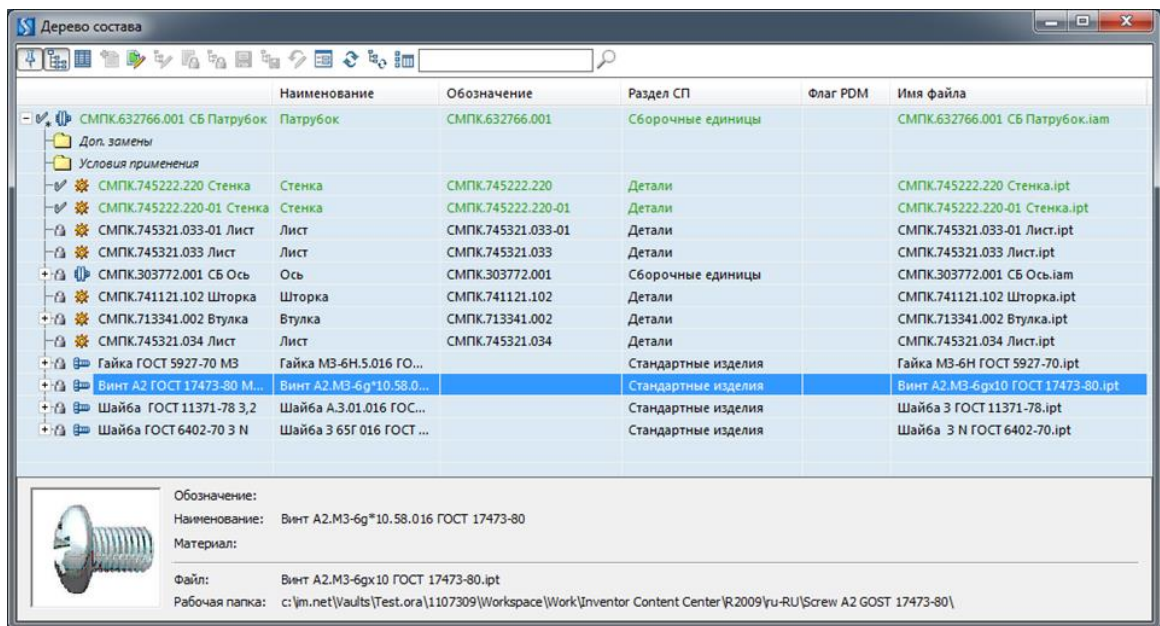 Дерево состава
Наименование Обозначение Раздел СП Флаг PDM Имя файла
СМПК.632766.001 СБ Патрубок Патрубок СМПК.632766.001 Сборочные единицы СМПК.632766.001 СБ Патрубок.iam
Доп. замены
Условия применения
СМПК.745222.220 Стенка Стенка СМПК.745222.220 Детали СМПК.745222.220 Стенка.ipt
СМПК.745222.220-01 Стенка Стенка СМПК.745222.220-01 Детали СМПК.745222.220-01 Стенка.ipt
СМПК.745321.033-01 Лист Лист СМПК.745321.033-01 Детали СМПК.745321.033-01 Лист.ipt
СМПК.745321.033 Лист Лист СМПК.745321.033 Детали СМПК.745321.033 Лист.ipt
СМПК.303772.001 СБ Ось Ось СМПК.303772.001 Сборочные единицы СМПК.303772.001 СБ Ось.iam
СМПК.741121.102 Шторка Шторка СМПК.741121.102 Детали СМПК.741121.102 Шторка.ipt
СМПК.713341.002 Втулка Втулка СМПК.713341.002 Детали СМПК.713341.002 Втулка.ipt
СМПК.745321.034 Лист Лист СМПК.745321.034 Детали СМПК.745321.034 Лист.ipt
Гайка ГОСТ 5927-70 М3 Гайка М3-6Н.5.016 ГО... Стандартные изделия Гайка М3-6Н ГОСТ 5927-70.ipt
Винт А2 ГОСТ 17473-80 М... Винт А2.М3-6g*10.58.0... Стандартные изделия Винт А2.М3-6gx10 ГОСТ 17473-80.ipt
Шайба ГОСТ 11371-78 3,2 Шайба А.3.01.016 ГОС... Стандартные изделия Шайба 3 ГОСТ 11371-78.ipt
Шайба ГОСТ 6402-70 3 N Шайба 3 65Г 016 ГОСТ ... Стандартные изделия Шайба 3 N ГОСТ 6402-70.ipt
Обозначение:
Наименование: Винт А2.М3-6g*10.58.016 ГОСТ 17473-80
Материал:
Файл: Винт А2.М3-6gx10 ГОСТ 17473-80.ipt
Рабочая папка: c:\im.net\Vaults\Test.ora\1107309\Workspace\Work\Inventor Content Center\R2009\ru-RU\Screw A2 GOST 17473-80\